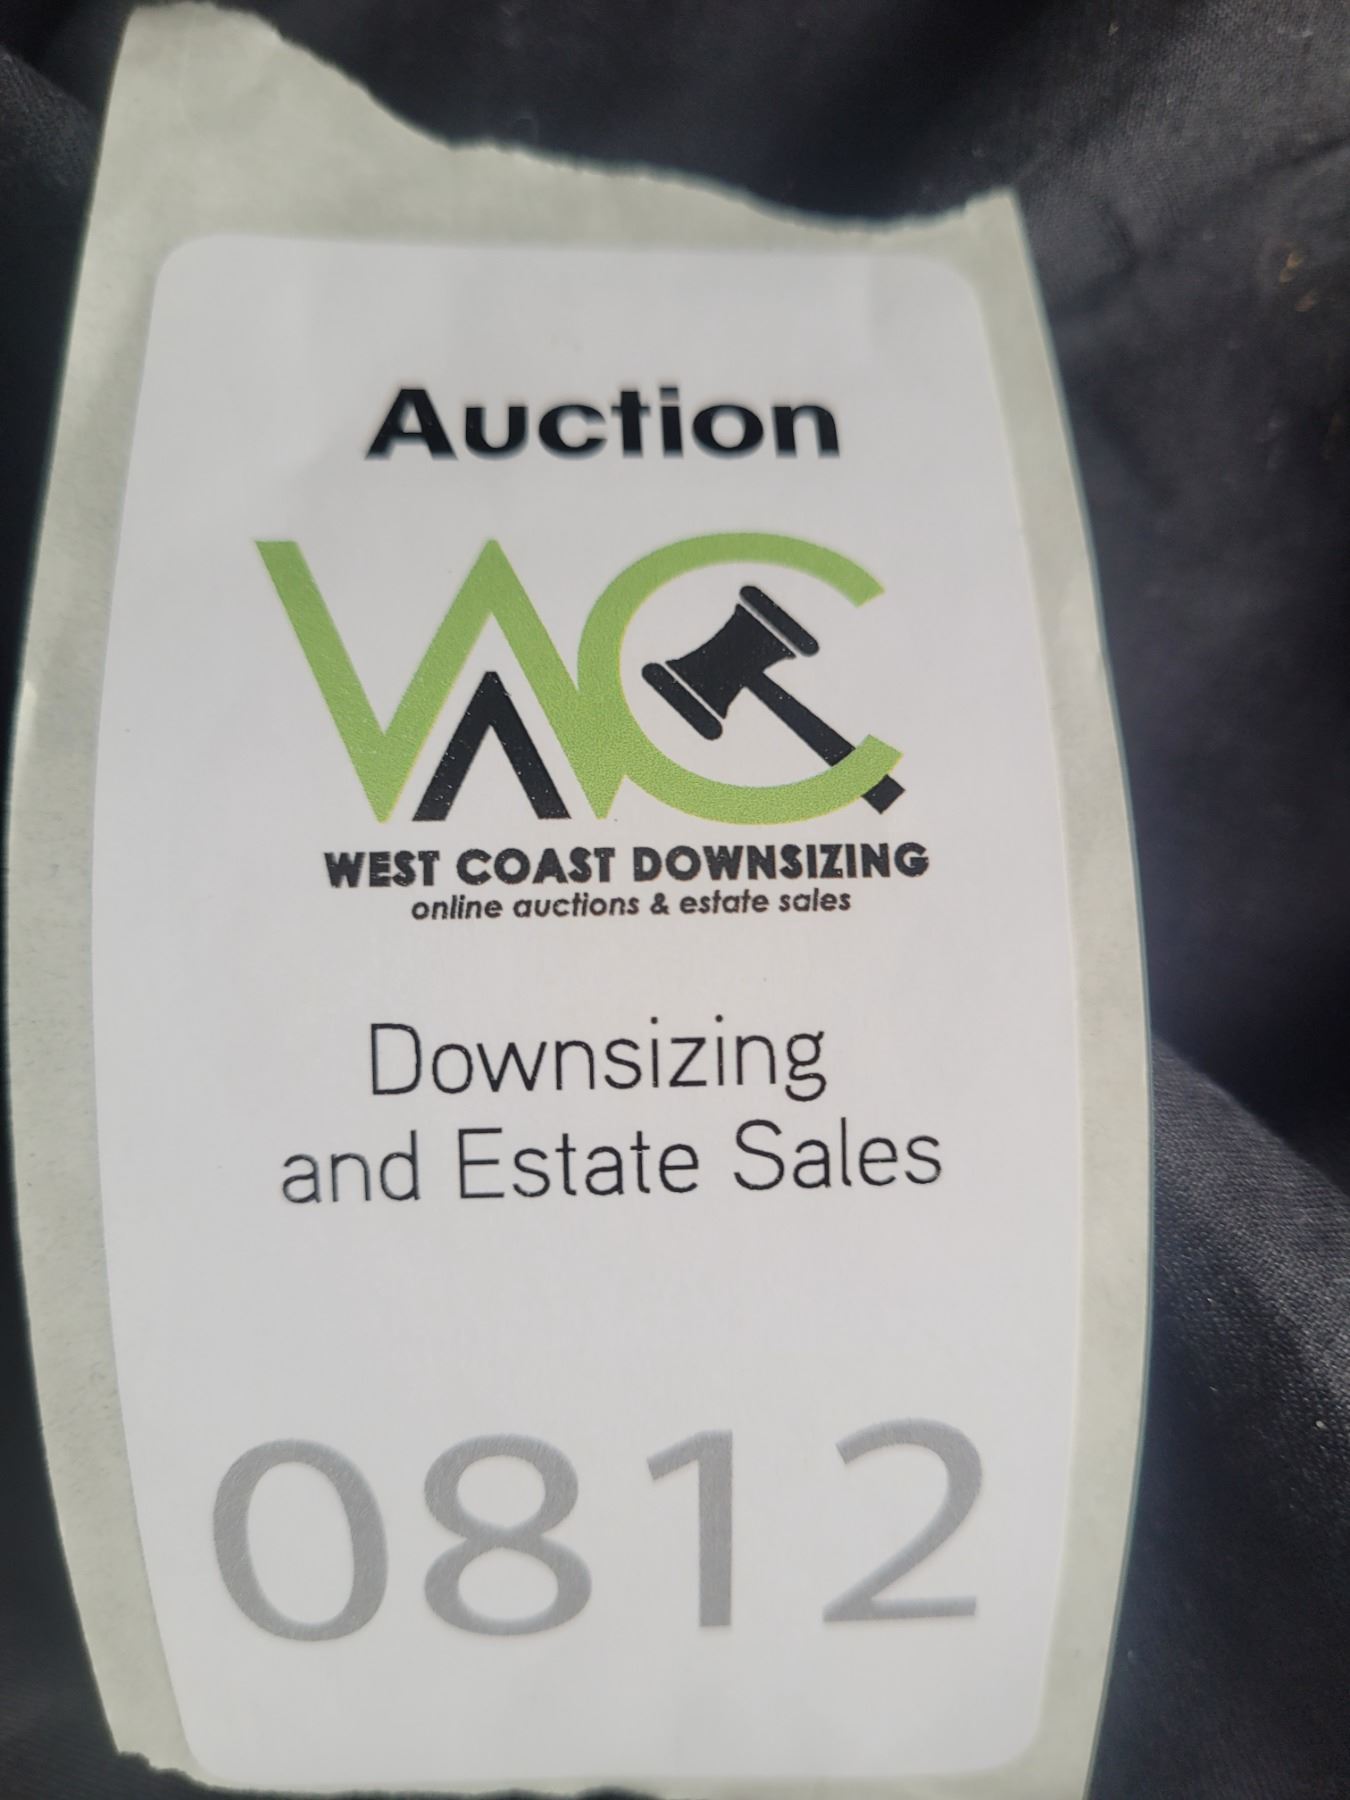 Auction
WC
WEST COAST DOWNSIZING
online auctions & estate sales
Downsizing
and Estate Sales
0812